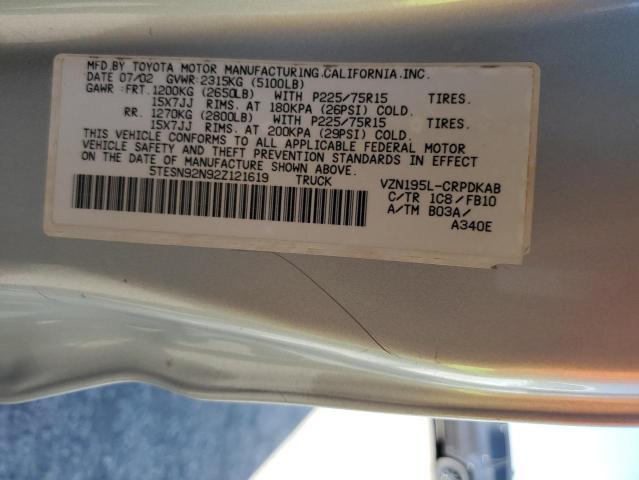 MFD.BY TOYOTA MOTOR MANUFACTURING,CALIFORNIA,INC.
DATE 07/02 GVWR:2315KG (5100LB)
GAWR :FRT.1200KG (2650LB) WITH P225/75R15 TIRES.
15X7JJ RIMS. AT 180KPA (26PSI) COLD.
RR. 1270KG (2800LB) WITH P225/75R15 TIRES.
15X7JJ RIMS. AT 200KPA (29PSI) COLD.
THIS VEHICLE CONFORMS TO ALL APPLICABLE FEDERAL MOTOR
VEHICLE SAFETY AND THEFT PREVENTION STANDARDS IN EFFECT
ON THE DATE OF MANUFACTURE SHOWN ABOVE.
5TESN92N92Z121619 TRUCK
VZN195L-CRPDKAB
C/TR 1C8/FB10
A/TM B03A/
A340E